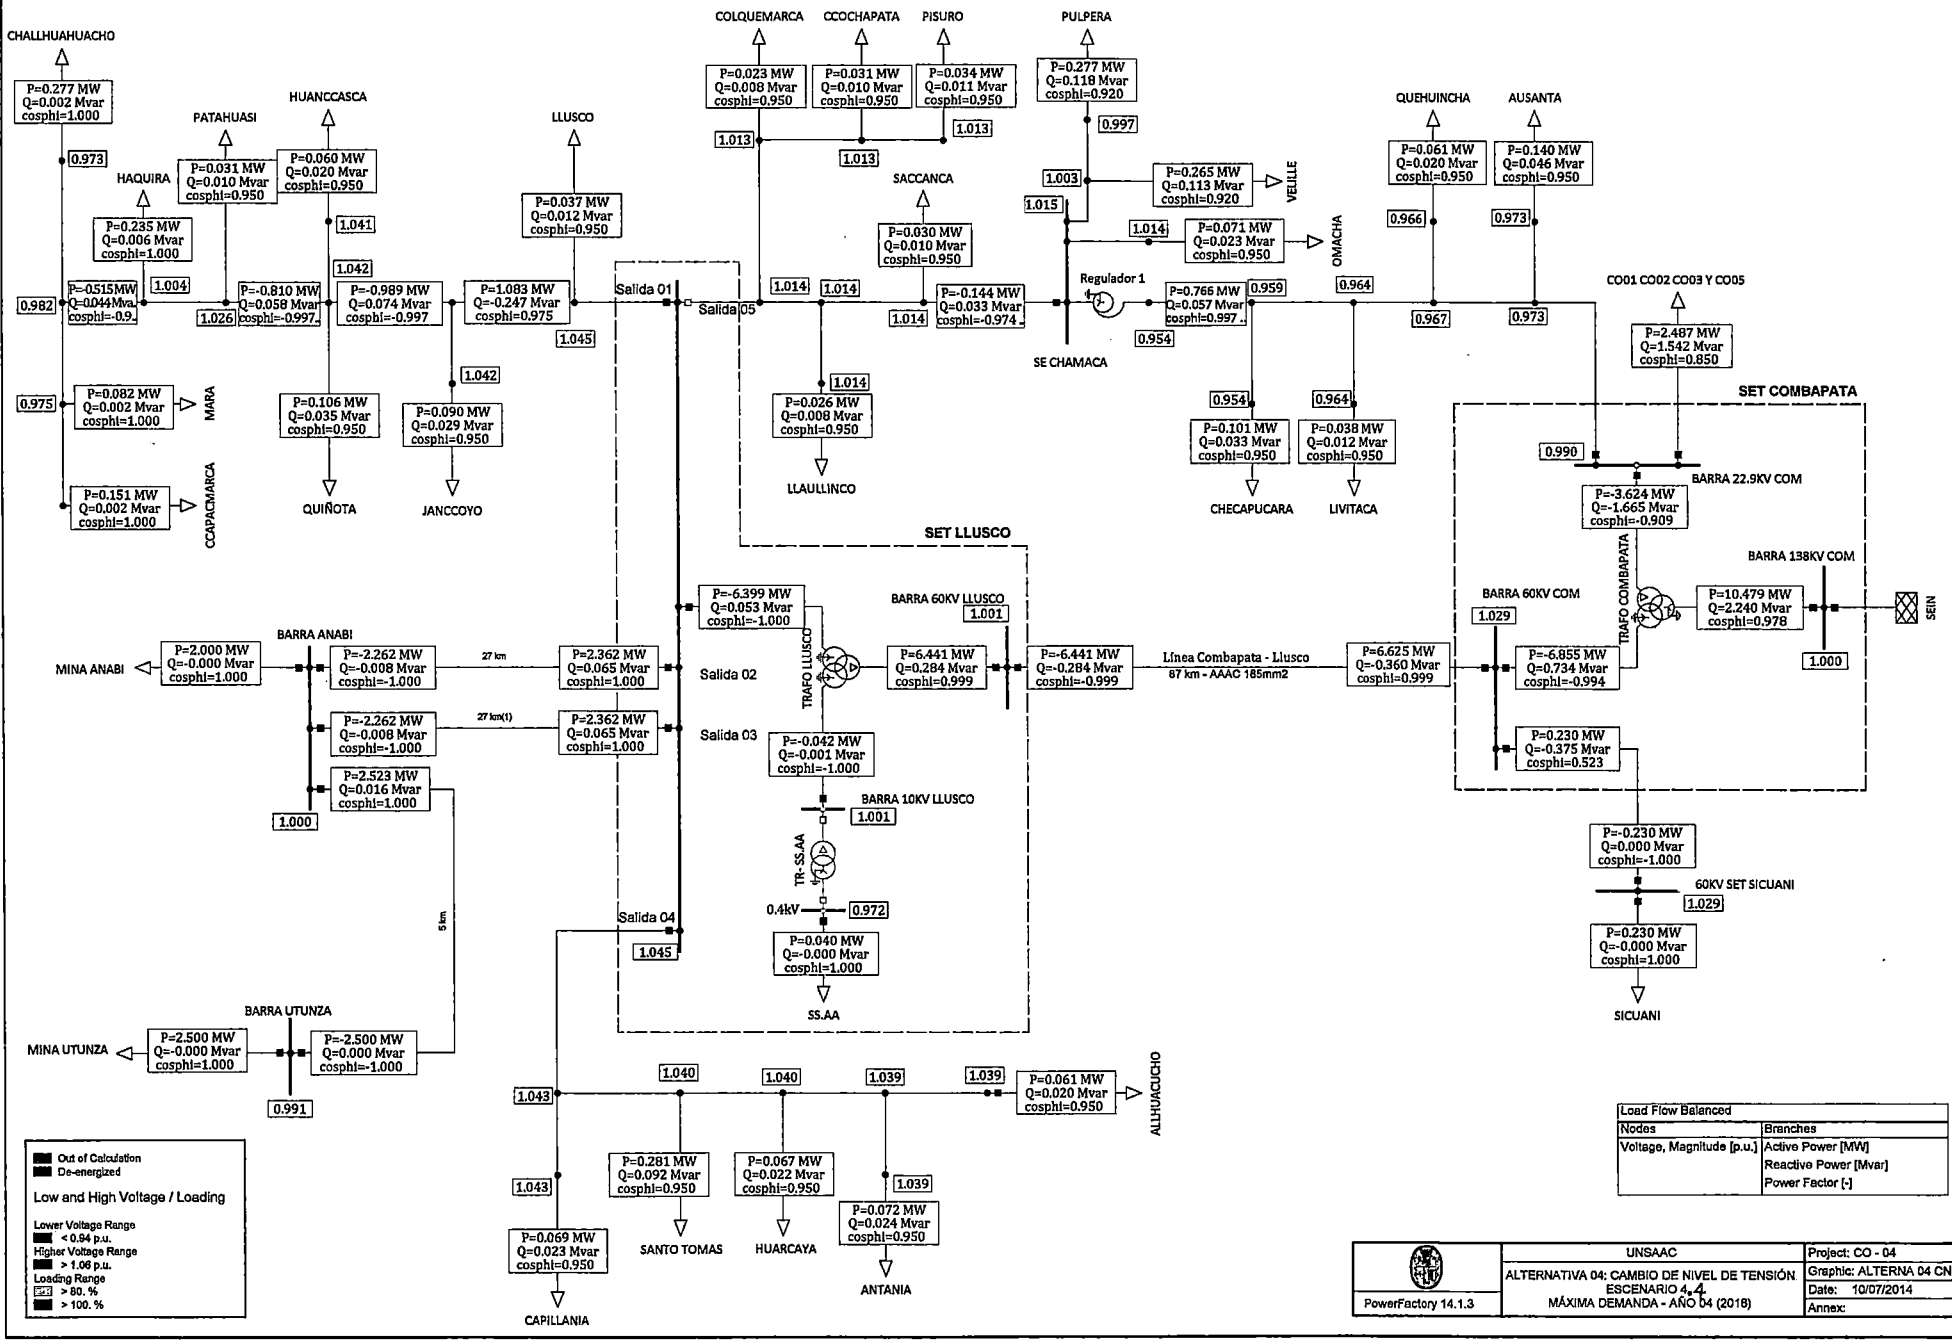 COLQUEMARCA
CCOCHAPATA
PISURO
PULPERA
CHALLHUAHUACHO
P=0.277 MW
Q=0.002 Mvar
cosphi=1.000
HUANCCASCA
PATAHUASI
LLUSCO
P=0.023 MW
Q=0.008 Mvar
cosphi=0.950
P=0.031 MW
Q=0.010 Mvar
cosphi=0.950
P=0.034 MW
Q=0.011 Mvar
cosphi=0.950
P=0.277 MW
Q=0.118 Mvar
cosphi=0.920
QUEHUINCHA
AUSANTA
0.973
HAQUIRA
P=0.031 MW
Q=0.010 Mvar
cosphi=0.950
P=0.060 MW
Q=0.020 Mvar
cosphi=0.950
1.013
1.013
1.013
0.997
P=0.061 MW
Q=0.020 Mvar
cosphi=0.950
P=0.140 MW
Q=0.046 Mvar
cosphi=0.950
P=0.235 MW
Q=0.006 Mvar
cosphi=1.000
1.041
P=0.037 MW
Q=0.012 Mvar
cosphi=0.950
SACCANCA
P=0.030 MW
Q=0.010 Mvar
cosphi=0.950
1.003
1.015
P=0.265 MW
Q=0.113 Mvar
cosphi=0.920
VELILLE
1.014
P=0.071 MW
Q=0.023 Mvar
cosphi=0.950
OMACHA
0.966
0.973
0.982
P=-0.515MW
Q=0.044Mva.
cosphi=-0.9..
1.004
1.026
P=-0.810 MW
Q=0.058 Mvar
cosphi=-0.997..
1.042
P=-0.989 MW
Q=0.074 Mvar
cosphi=-0.997
P=1.083 MW
Q=-0.247 Mvar
cosphi=0.975
1.045
Salida 01
Salida 05
1.014
1.014
1.014
P=-0.144 MW
Q=0.033 Mvar
cosphi=-0.974..
Regulador 1
0.954
P=0.766 MW
Q=0.057 Mvar
cosphi=0.997 ..
0.959
0.964
0.967
0.973
CO01 CO02 CO03 Y CO05
P=2.487 MW
Q=1.542 Mvar
cosphi=0.850
SE CHAMACA
0.975
P=0.082 MW
Q=0.002 Mvar
cosphi=1.000
MARA
P=0.106 MW
Q=0.035 Mvar
cosphi=0.950
1.042
P=0.090 MW
Q=0.029 Mvar
cosphi=0.950
1.014
P=0.026 MW
Q=0.008 Mvar
cosphi=0.950
0.954
P=0.101 MW
Q=0.033 Mvar
cosphi=0.950
0.964
P=0.038 MW
Q=0.012 Mvar
cosphi=0.950
SET COMBAPATA
0.990
BARRA 22.9KV COM
P=0.151 MW
Q=0.002 Mvar
cosphi=1.000
CCAPACMARCA
QUIÑOTA
JANCCOYO
LLAULLINCO
CHECAPUCARA
LIVITACA
P=-3.624 MW
Q=-1.665 Mvar
cosphi=-0.909
SET LLUSCO
TRAFO COMBAPATA
BARRA 138KV COM
P=-6.399 MW
Q=0.053 Mvar
cosphi=-1.000
TRAFO LLUSCO
BARRA 60KV LLUSCO
1.001
BARRA 60KV COM
1.029
P=10.479 MW
Q=2.240 Mvar
cosphi=0.978
SEIN
1.000
BARRA ANABI
MINA ANABI
P=2.000 MW
Q=-0.000 Mvar
cosphi=1.000
P=-2.262 MW
Q=-0.008 Mvar
cosphi=-1.000
27 km
P=2.362 MW
Q=0.065 Mvar
cosphi=1.000
Salida 02
P=6.441 MW
Q=0.284 Mvar
cosphi=0.999
P=-6.441 MW
Q=-0.284 Mvar
cosphi=-0.999
Línea Combapata - Llusco
87 km - AAAC 185mm2
P=6.625 MW
Q=-0.360 Mvar
cosphi=0.999
P=-6.855 MW
Q=0.734 Mvar
cosphi=-0.994
P=-2.262 MW
Q=-0.008 Mvar
cosphi=-1.000
27 km(1)
P=2.362 MW
Q=0.065 Mvar
cosphi=1.000
Salida 03
P=-0.042 MW
Q=-0.001 Mvar
cosphi=-1.000
P=0.230 MW
Q=-0.375 Mvar
cosphi=0.523
P=2.523 MW
Q=0.016 Mvar
cosphi=1.000
1.000
BARRA 10KV LLUSCO
1.001
TR- SS.AA
P=-0.230 MW
Q=0.000 Mvar
cosphi=-1.000
5 km
Salida 04
1.045
0.4kV
0.972
P=0.040 MW
Q=-0.000 Mvar
cosphi=1.000
SS.AA
60KV SET SICUANI
1.029
P=0.230 MW
Q=-0.000 Mvar
cosphi=1.000
SICUANI
BARRA UTUNZA
MINA UTUNZA
P=2.500 MW
Q=-0.000 Mvar
cosphi=1.000
P=-2.500 MW
Q=0.000 Mvar
cosphi=-1.000
0.991
1.043
1.040
1.040
1.039
1.039
P=0.061 MW
Q=0.020 Mvar
cosphi=0.950
ALLHUACUCHO
1.043
P=0.281 MW
Q=0.092 Mvar
cosphi=0.950
P=0.067 MW
Q=0.022 Mvar
cosphi=0.950
1.039
P=0.072 MW
Q=0.024 Mvar
cosphi=0.950
P=0.069 MW
Q=0.023 Mvar
cosphi=0.950
SANTO TOMAS
HUARCAYA
ANTANIA
CAPILLANIA
Out of Calculation
De-energized
Low and High Voltage / Loading
Lower Voltage Range
< 0.94 p.u.
Higher Voltage Range
> 1.06 p.u.
Loading Range
> 80. %
> 100. %
Load Flow Balanced
Nodes
Branches
Voltage, Magnitude [p.u.]
Active Power [MW]
Reactive Power [Mvar]
Power Factor [-]
PowerFactory 14.1.3
UNSAAC
ALTERNATIVA 04: CAMBIO DE NIVEL DE TENSIÓN
ESCENARIO 4.4
MÁXIMA DEMANDA - AÑO 04 (2018)
Project: CO - 04
Graphic: ALTERNA 04 CN
Date: 10/07/2014
Annex: